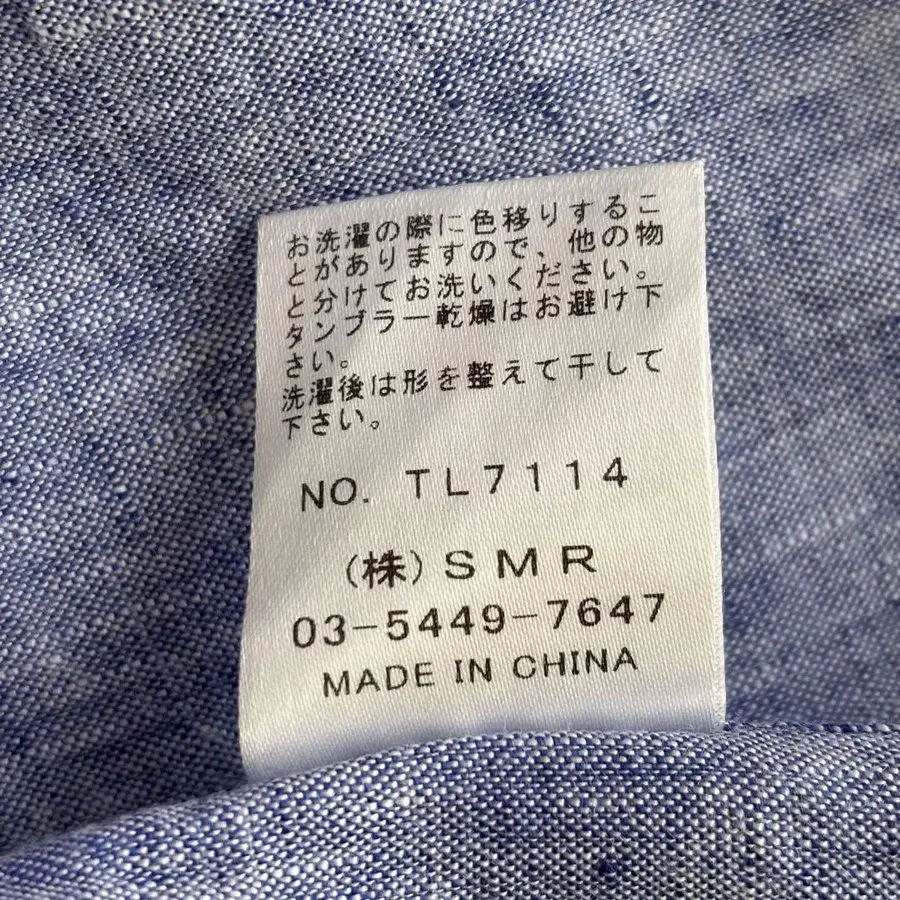 お洗濯の際に色移りするこ
とがありますので、他の物
と分けてお洗いください。
タンブラー乾燥はお避け下
さい。
洗濯後は形を整えて干して
下さい。
NO. TL7114
(株)SMR
03-5449-7647
MADE IN CHINA